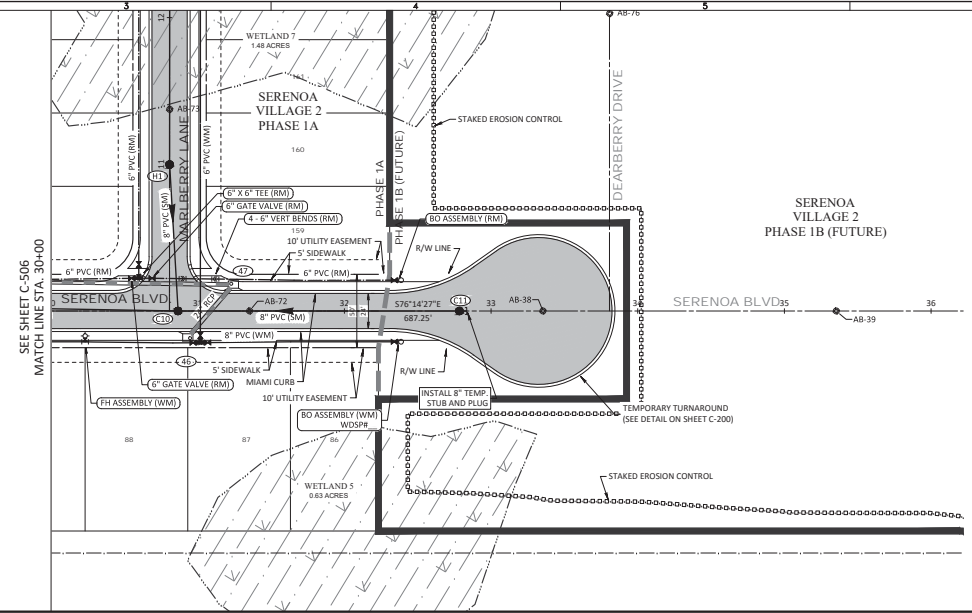 3
4
5
SEE SHEET C-506
MATCH LINE STA. 30+00
WETLAND 7
1.48 ACRES
161
SERENOA
VILLAGE 2
PHASE 1A
160
12
AB-73
11
H1
6" PVC (RM)
8" PVC (SM)
MARLBERRY LANE
6" PVC (WM)
6" X 6" TEE (RM)
6" GATE VALVE (RM)
4 - 6" VERT BENDS (RM)
159
10' UTILITY EASEMENT
5' SIDEWALK
47
6" PVC (RM)
6" PVC (RM)
PHASE 1A
PHASE 1B (FUTURE)
BO ASSEMBLY (RM)
R/W LINE
STAKED EROSION CONTROL
AB-76
DEARBERRY DRIVE
SERENOA
VILLAGE 2
PHASE 1B (FUTURE)
SERENOA BLVD.
31
RCP
AB-72
32
8" PVC (SM)
S76°14'27"E
687.25'
C11
33
AB-38
SERENOA BLVD.
35
36
AB-39
C10
8" PVC (WM)
46
5' SIDEWALK
MIAMI CURB
R/W LINE
6" GATE VALVE (RM)
10' UTILITY EASEMENT
INSTALL 8" TEMP.
STUB AND PLUG
FH ASSEMBLY (WM)
BO ASSEMBLY (WM)
WDSP#
TEMPORARY TURNAROUND
(SEE DETAIL ON SHEET C-200)
88
87
86
WETLAND 5
0.63 ACRES
STAKED EROSION CONTROL